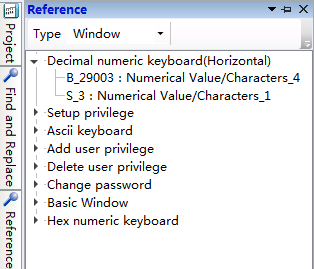 Reference
Type Window
Decimal numeric keyboard(Horizontal)
B_29003 : Numerical Value/Characters_4
S_3 : Numerical Value/Characters_1
Setup privilege
Ascii keyboard
Add user privilege
Delete user privilege
Change password
Basic Window
Hex numeric keyboard
Project
Find and Replace
Reference